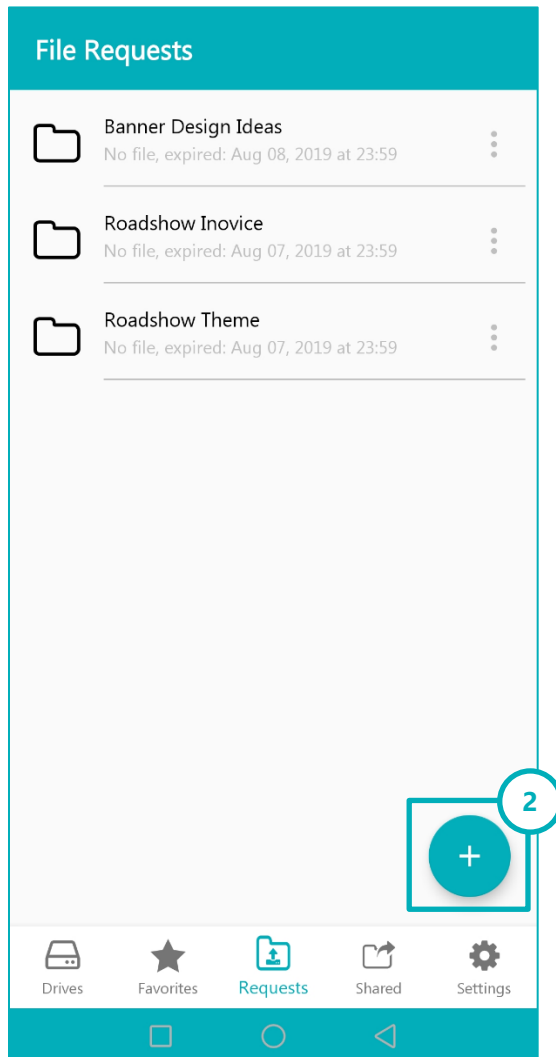 File Requests
Banner Design Ideas
No file, expired: Aug 08, 2019 at 23:59
Roadshow Inovice
No file, expired: Aug 07, 2019 at 23:59
Roadshow Theme
No file, expired: Aug 07, 2019 at 23:59
2
+
Drives Favorites Requests Shared Settings